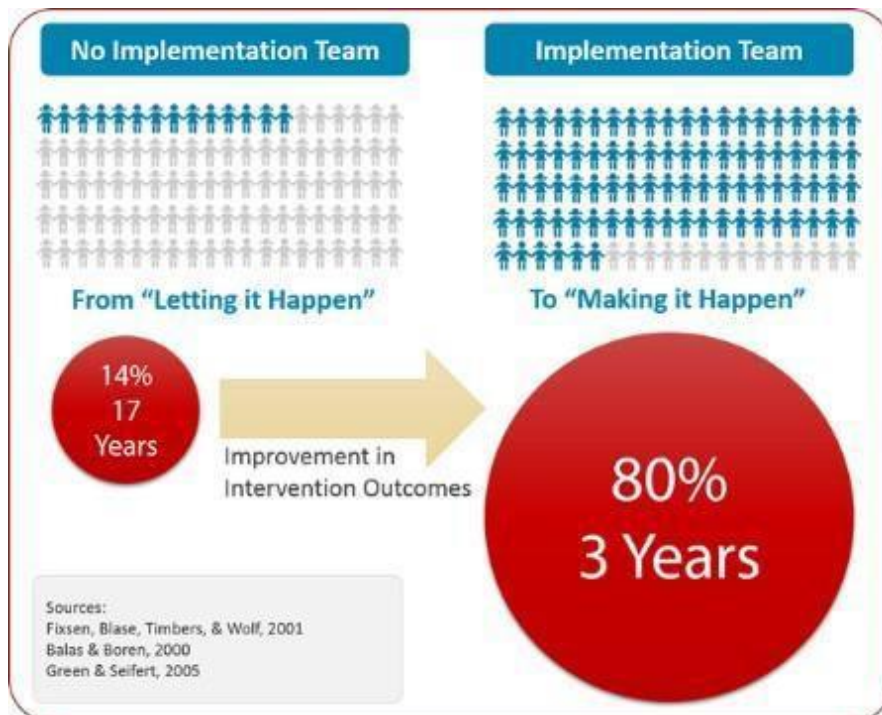 No Implementation Team
Implementation Team
From “Letting it Happen”
To “Making it Happen”
14%
17
Years
Improvement in
Intervention Outcomes
80%
3 Years
Sources:
Fixsen, Blase, Timbers, & Wolf, 2001
Balas & Boren, 2000
Green & Seifert, 2005